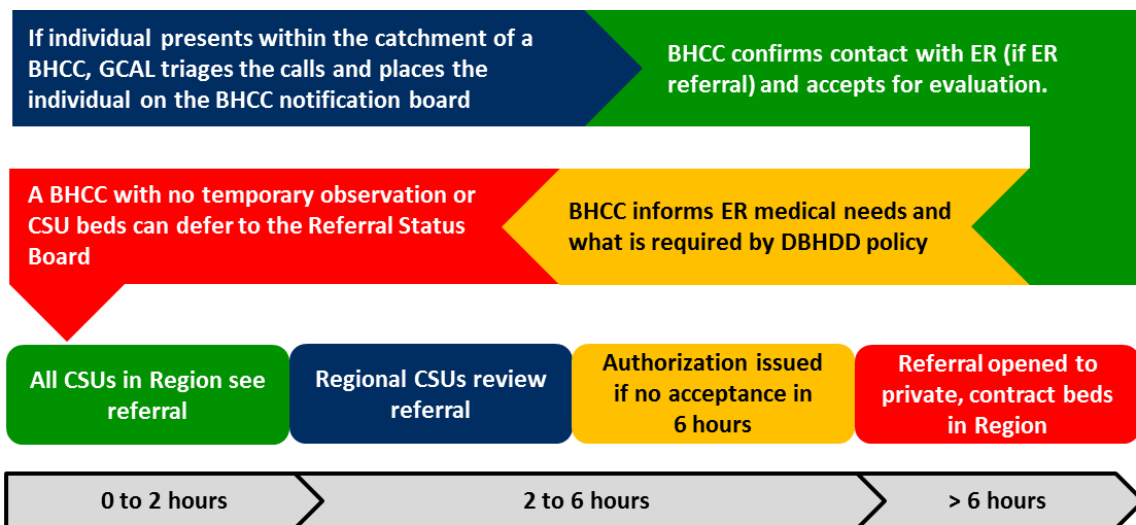 If individual presents within the catchment of a
BHCC, GCAL triages the calls and places the
individual on the BHCC notification board
BHCC confirms contact with ER (if ER
referral) and accepts for evaluation.
BHCC informs ER medical needs and
what is required by DBHDD policy
A BHCC with no temporary observation or
CSU beds can defer to the Referral Status
Board
All CSUs in Region see
referral
Regional CSUs review
referral
Authorization issued
if no acceptance in
6 hours
Referral opened to
private, contract beds
in Region
0 to 2 hours
2 to 6 hours
> 6 hours